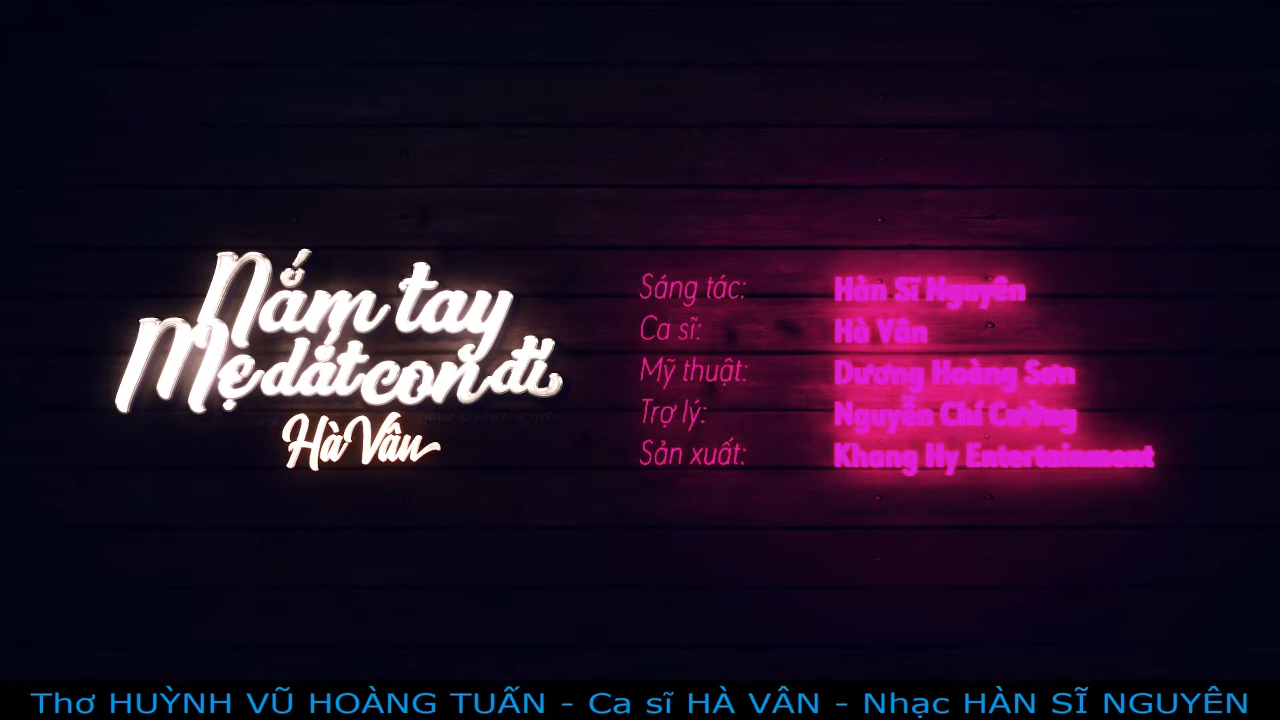 Nắm tay
Mẹ dắt con đi
Hà Vân
Sáng tác: Hàn Sĩ Nguyên
Ca sĩ: Hà Vân
Mỹ thuật: Dương Hoàng Sơn
Trợ lý: Nguyễn Chí Cường
Sản xuất: Khang Hy Entertainment
Thơ HUỲNH VŨ HOÀNG TUẤN - Ca sĩ HÀ VÂN - Nhạc HÀN SĨ NGUYÊN